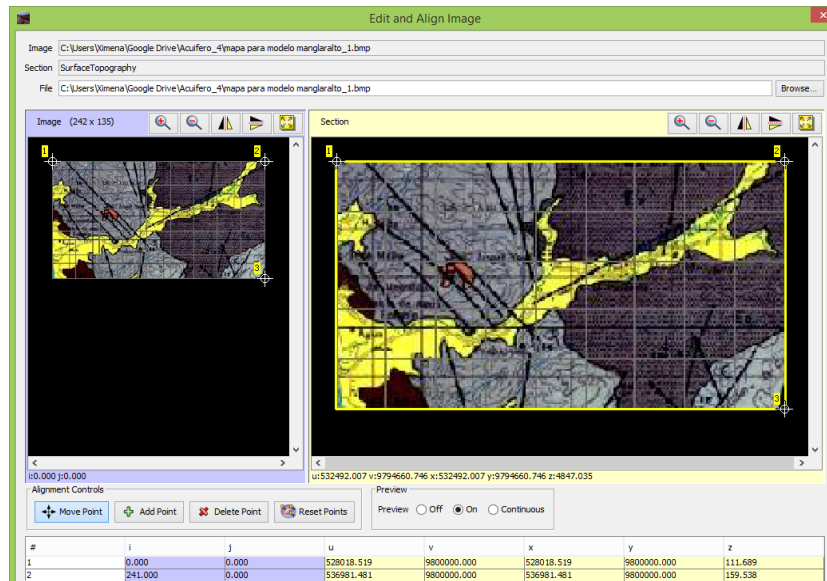 Edit and Align Image
Image C:\Users\Ximena\Google Drive\Acuifero_4\mapa para modelo manglaralto_1.bmp
Section SurfaceTopography
File C:\Users\Ximena\Google Drive\Acuifero_4\mapa para modelo manglaralto_1.bmp Browse...
Image (242 x 135)
Section
1 2
3
1 2
3
i:0.000 j:0.000
u:532492.007 v:9794660.746 x:532492.007 y:9794660.746 z:4847.035
Alignment Controls
Move Point Add Point Delete Point Reset Points
Preview
Preview Off On Continuous
# i j u v x y z
1 0.000 0.000 528018.519 9800000.000 528018.519 9800000.000 111.689
2 241.000 0.000 536981.481 9800000.000 536981.481 9800000.000 159.538